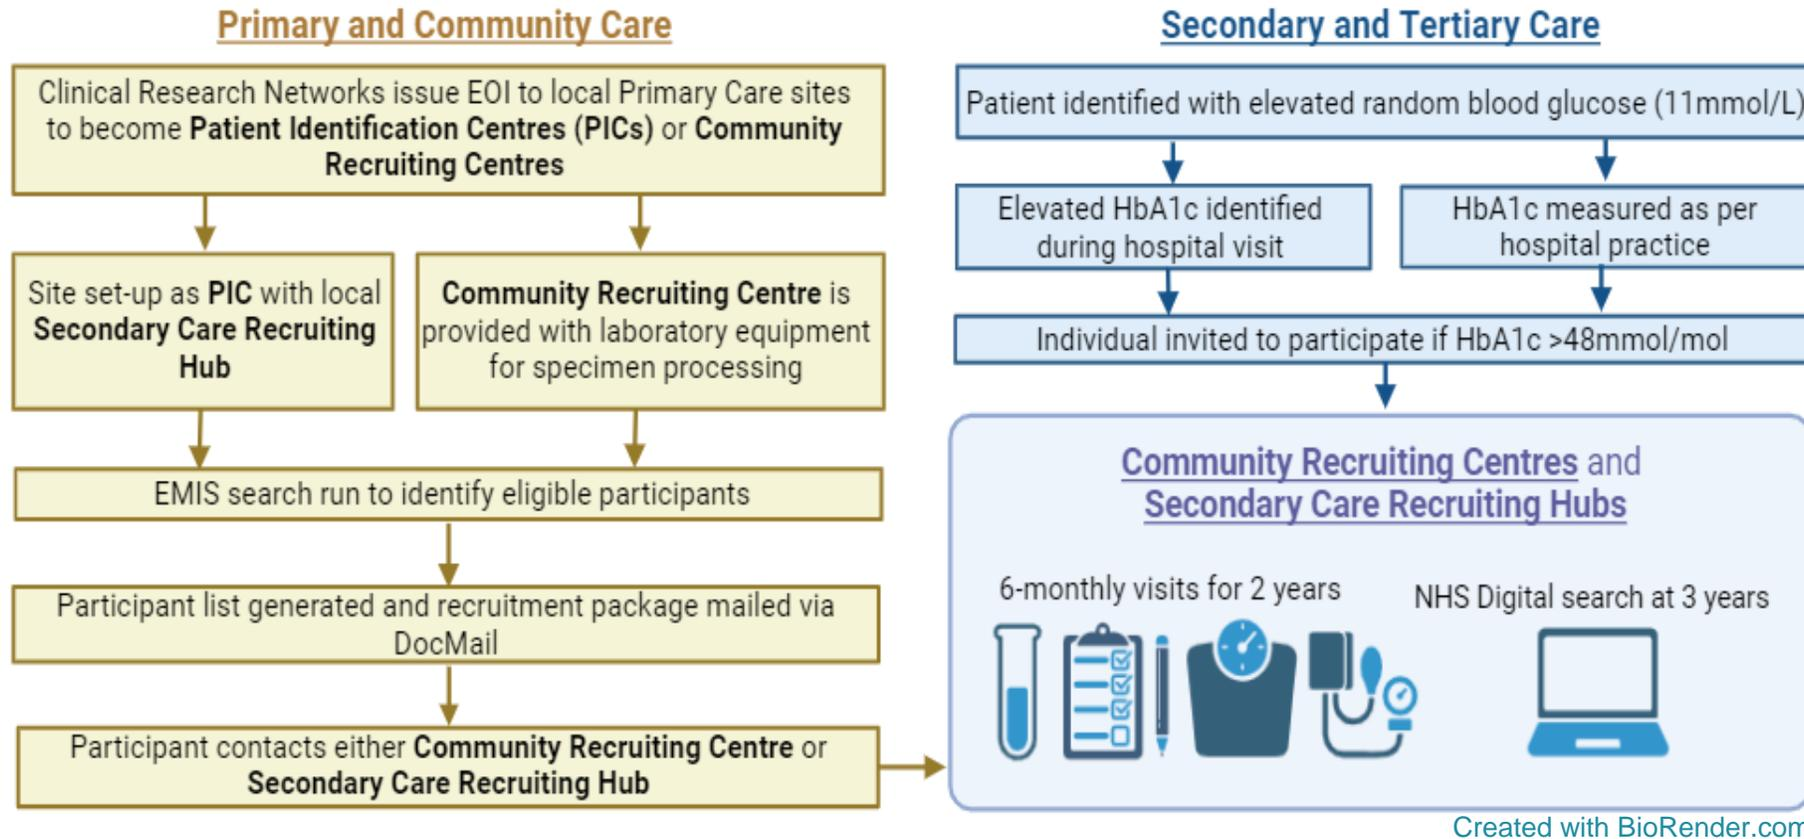 Primary and Community Care
Clinical Research Networks issue EOI to local Primary Care sites
to become Patient Identification Centres (PICs) or Community
Recruiting Centres
Site set-up as PIC with local
Secondary Care Recruiting
Hub
Community Recruiting Centre is
provided with laboratory equipment
for specimen processing
EMIS search run to identify eligible participants
Participant list generated and recruitment package mailed via
DocMail
Participant contacts either Community Recruiting Centre or
Secondary Care Recruiting Hub
Secondary and Tertiary Care
Patient identified with elevated random blood glucose (11mmol/L)
Elevated HbA1c identified
during hospital visit
HbA1c measured as per
hospital practice
Individual invited to participate if HbA1c >48mmol/mol
Community Recruiting Centres and
Secondary Care Recruiting Hubs
6-monthly visits for 2 years
NHS Digital search at 3 years
Created with BioRender.com